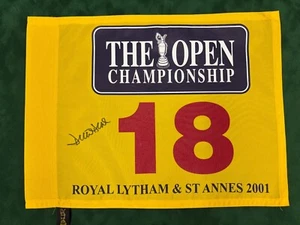 THE OPEN
CHAMPIONSHIP
18
ROYAL LYTHAM & ST ANNES 2001